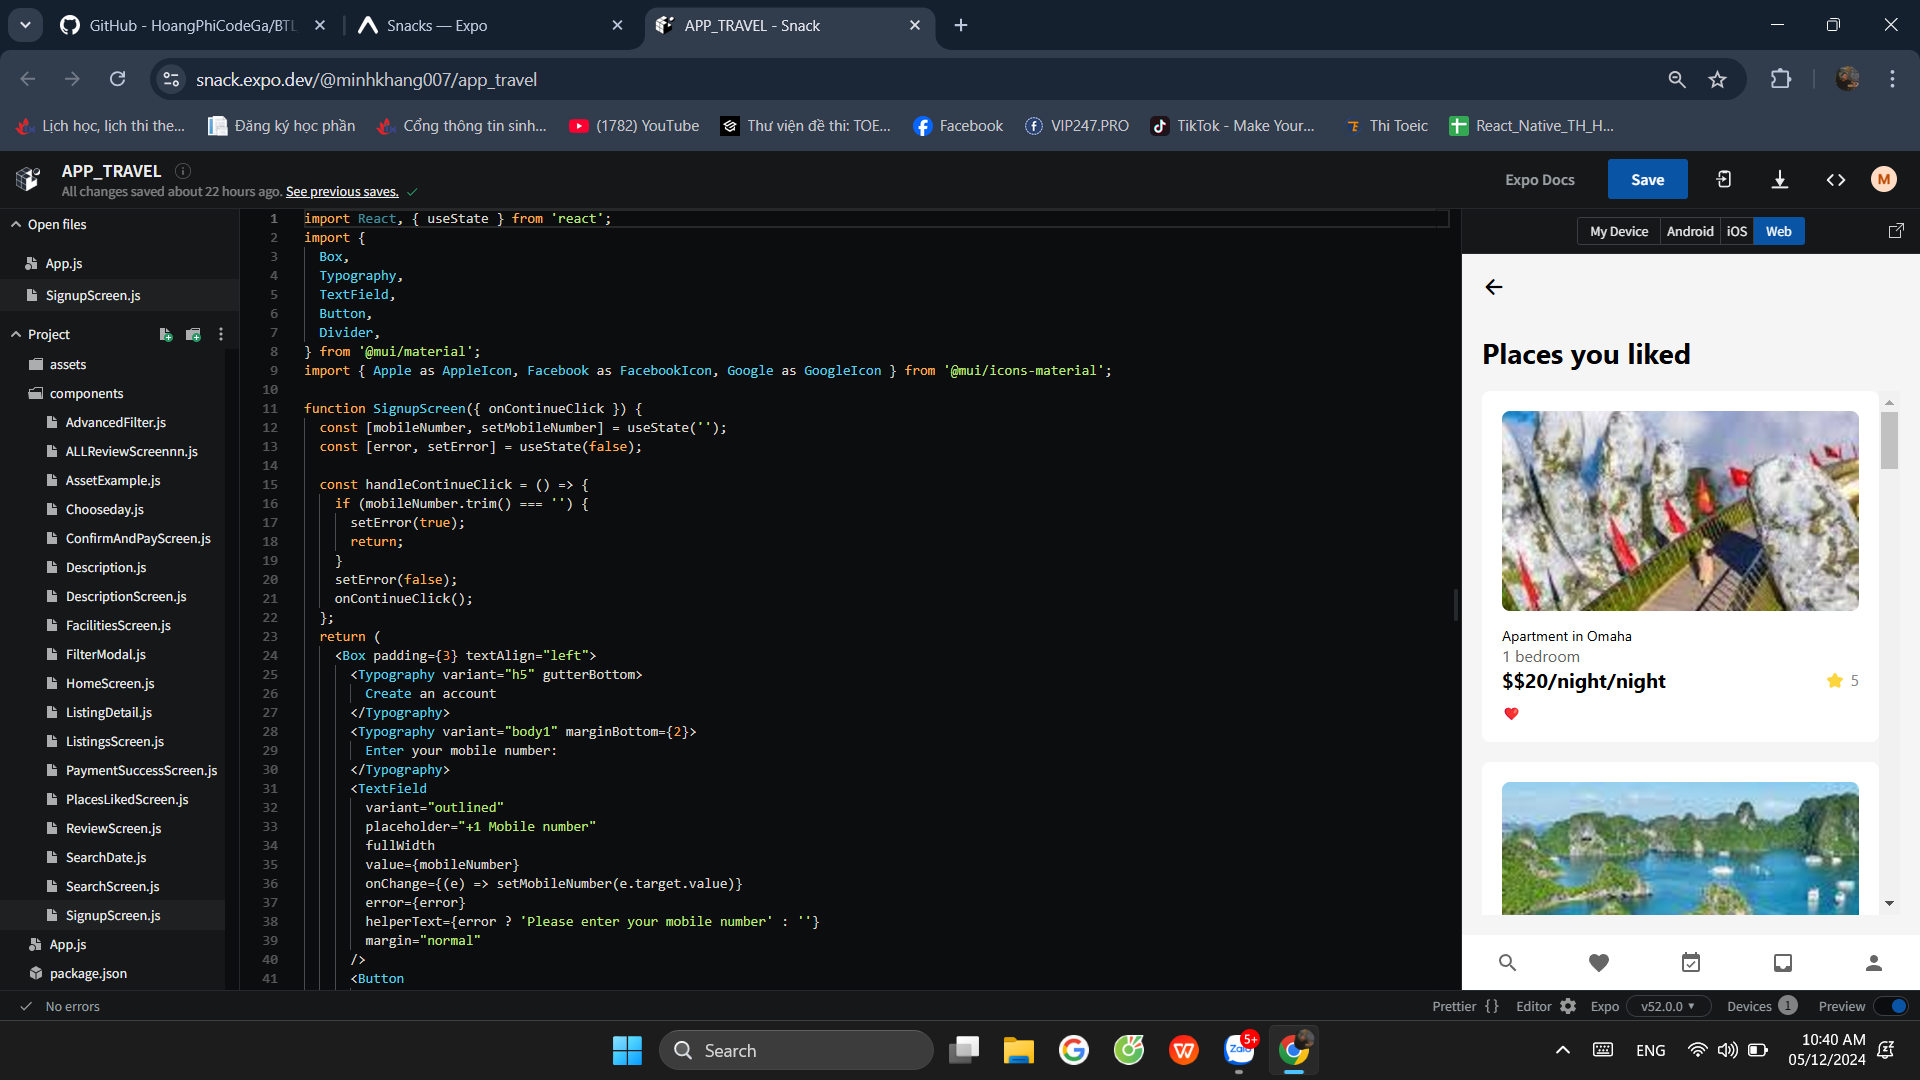 GitHub - HoangPhiCodeGa/BTL
Snacks — Expo
APP_TRAVEL - Snack
snack.expo.dev/@minhkhang007/app_travel
Lịch học, lịch thi the...
Đăng ký học phần
Cổng thông tin sinh...
(1782) YouTube
Thư viện đề thi: TOE...
Facebook
VIP247.PRO
TikTok - Make Your...
Thi Toeic
React_Native_TH_H...
APP_TRAVEL
All changes saved about 22 hours ago. See previous saves.
Expo Docs
Save
M
Open files
App.js
SignupScreen.js
Project
assets
components
AdvancedFilter.js
ALLReviewScreennn.js
AssetExample.js
Chooseday.js
ConfirmAndPayScreen.js
Description.js
DescriptionScreen.js
FacilitiesScreen.js
FilterModal.js
HomeScreen.js
ListingDetail.js
ListingsScreen.js
PaymentSuccessScreen.js
PlacesLikedScreen.js
ReviewScreen.js
SearchDate.js
SearchScreen.js
SignupScreen.js
App.js
package.json
1 import React, { useState } from 'react';
2 import {
3 Box,
4 Typography,
5 TextField,
6 Button,
7 Divider,
8 } from '@mui/material';
9 import { Apple as AppleIcon, Facebook as FacebookIcon, Google as GoogleIcon } from '@mui/icons-material';
10
11 function SignupScreen({ onContinueClick }) {
12 const [mobileNumber, setMobileNumber] = useState('');
13 const [error, setError] = useState(false);
14
15 const handleContinueClick = () => {
16 if (mobileNumber.trim() === '') {
17 setError(true);
18 return;
19 }
20 setError(false);
21 onContinueClick();
22 };
23 return (
24 <Box padding={3} textAlign="left">
25 <Typography variant="h5" gutterBottom>
26 Create an account
27 </Typography>
28 <Typography variant="body1" marginBottom={2}>
29 Enter your mobile number:
30 </Typography>
31 <TextField
32 variant="outlined"
33 placeholder="+1 Mobile number"
34 fullWidth
35 value={mobileNumber}
36 onChange={(e) => setMobileNumber(e.target.value)}
37 error={error}
38 helperText={error ? 'Please enter your mobile number' : ''}
39 margin="normal"
40 />
41 <Button
My Device
Android
iOS
Web
Places you liked
Apartment in Omaha
1 bedroom
$$20/night/night
5
No errors
Prettier {}
Editor
Expo
v52.0.0
Devices 1
Preview
Search
Zalo
5+
ENG
10:40 AM
05/12/2024